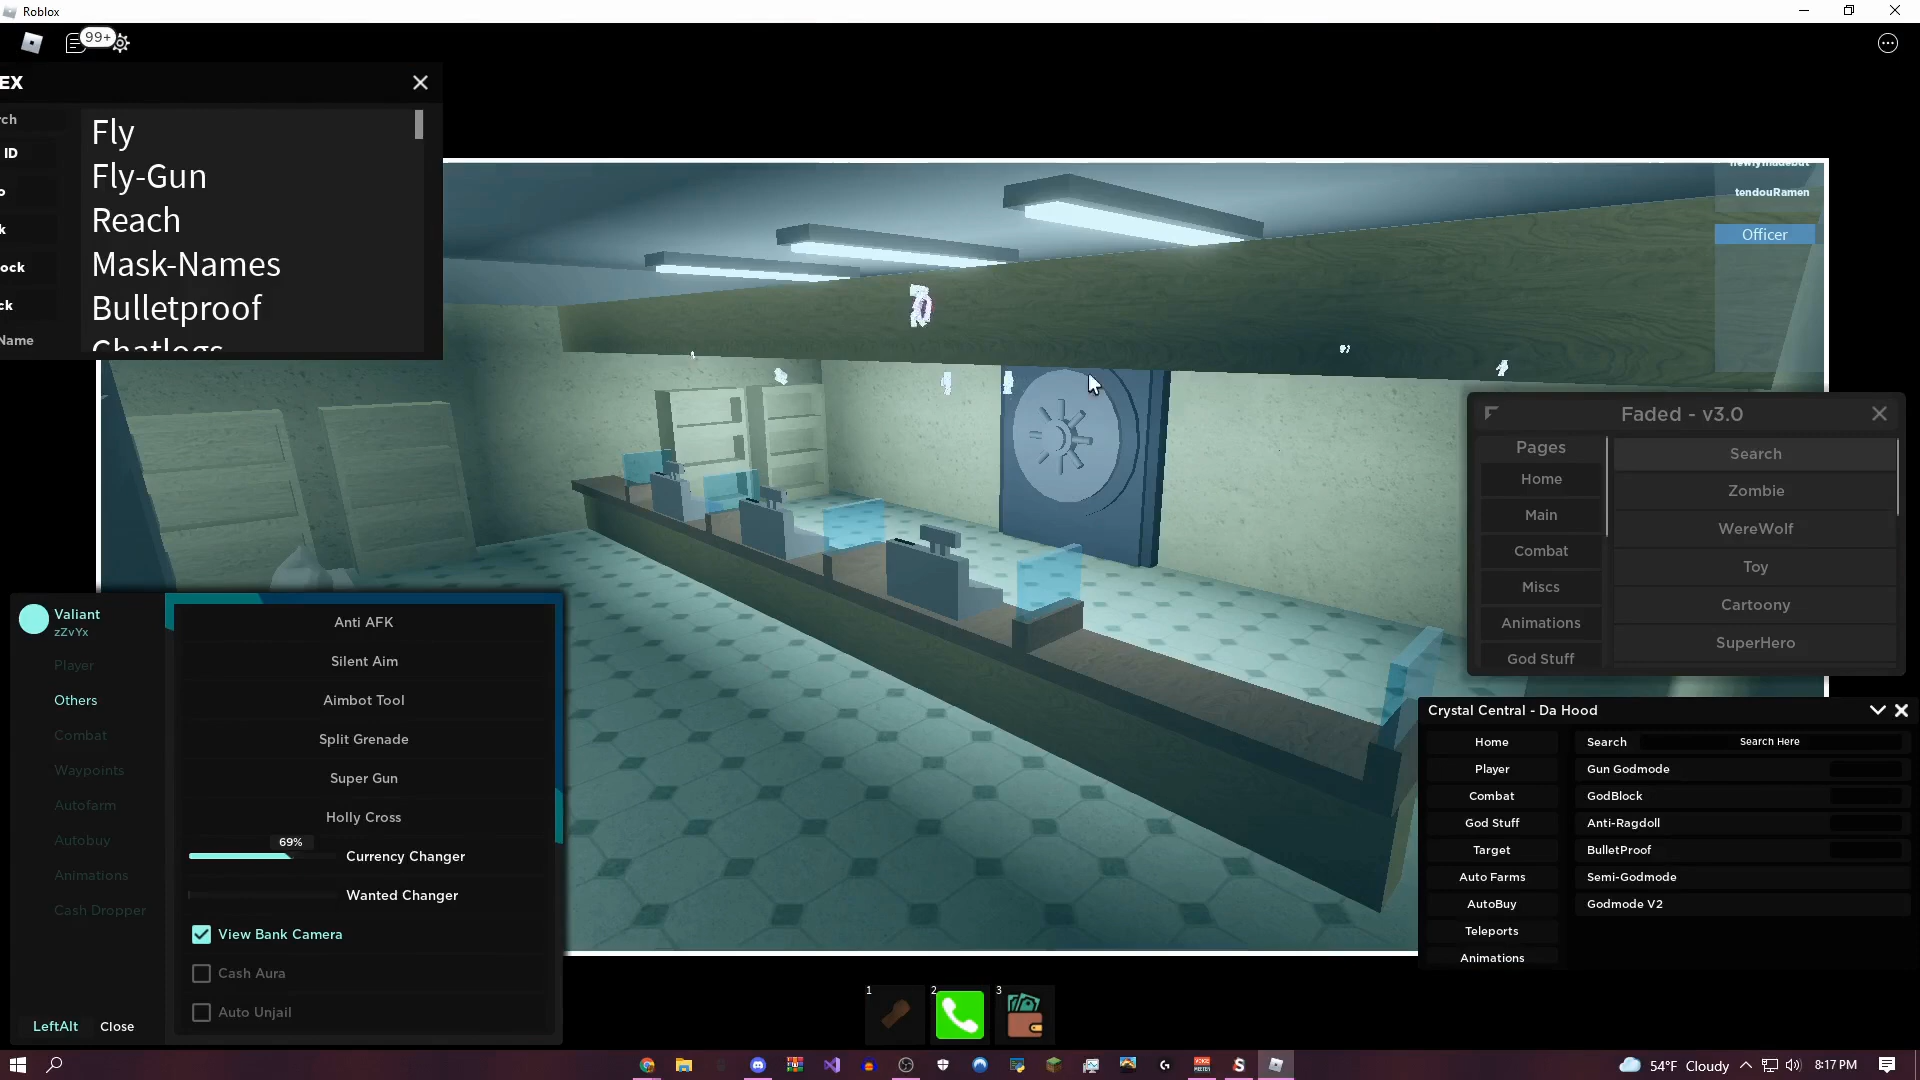 Roblox
99+
EX
rch
ID
o
k
ock
ck
Name
Fly
Fly-Gun
Reach
Mask-Names
Bulletproof
Chatlogs
tendouRamen
Officer
Faded - v3.0
Pages
Home
Main
Combat
Miscs
Animations
God Stuff
Search
Zombie
WereWolf
Toy
Cartoony
SuperHero
Valiant
zZvYx
Player
Others
Combat
Waypoints
Autofarm
Autobuy
Animations
Cash Dropper
LeftAlt Close
Anti AFK
Silent Aim
Aimbot Tool
Split Grenade
Super Gun
Holly Cross
69%
Currency Changer
Wanted Changer
View Bank Camera
Cash Aura
Auto Unjail
Crystal Central - Da Hood
Home
Player
Combat
God Stuff
Target
Auto Farms
AutoBuy
Teleports
Animations
Search Search Here
Gun Godmode
GodBlock
Anti-Ragdoll
BulletProof
Semi-Godmode
Godmode V2
1
2
3
54°F Cloudy
8:17 PM